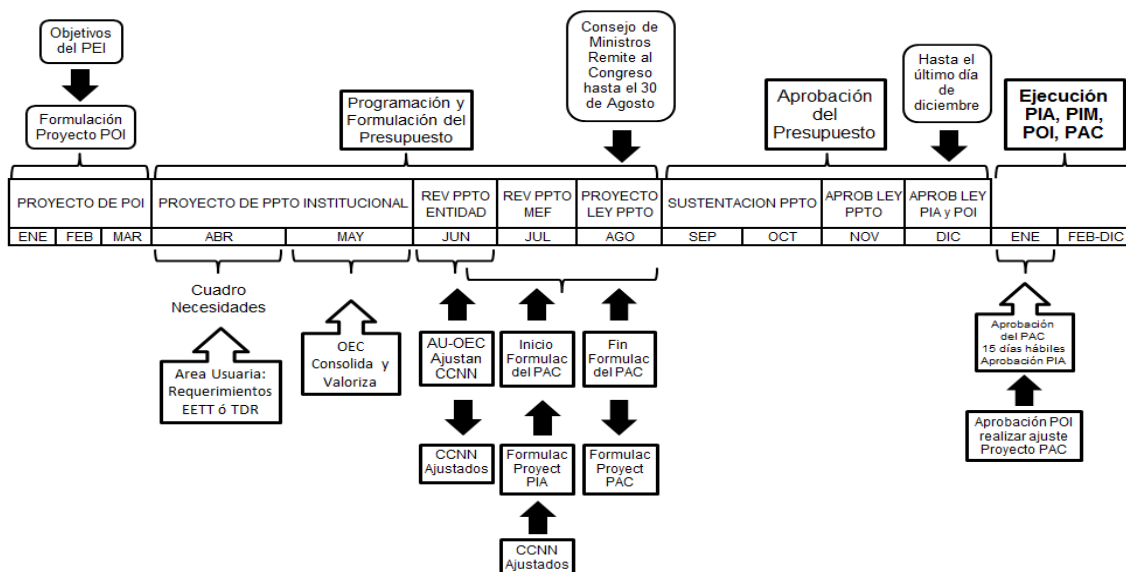 Objetivos
del PEI
Formulación
Proyecto POI
Programación y
Formulación del
Presupuesto
Consejo de
Ministros
Remite al
Congreso
hasta el 30
de Agosto
Aprobación
del
Presupuesto
Hasta el
último día
de
diciembre
Ejecución
PIA, PIM,
POI, PAC
PROYECTO DE POI
PROYECTO DE PPTO INSTITUCIONAL
REV PPTO
ENTIDAD
REV PPTO
MEF
PROYECTO
LEY PPTO
SUSTENTACION PPTO
APROB LEY
PPTO
APROB LEY
PIA y POI
ENE
FEB
MAR
ABR
MAY
JUN
JUL
AGO
SEP
OCT
NOV
DIC
ENE
FEB-DIC
Cuadro
Necesidades
Area Usuaria:
Requerimientos
EETT ó TDR
OEC
Consolida y
Valoriza
AU-OEC
Ajustan
CCNN
CCNN
Ajustados
Inicio
Formulac
del PAC
Formulac
Proyect
PIA
CCNN
Ajustados
Fin
Formulac
del PAC
Formulac
Proyect
PAC
Aprobación
del PAC
15 días hábiles
Aprobación PIA
Aprobación POI
realizar ajuste
Proyecto PAC